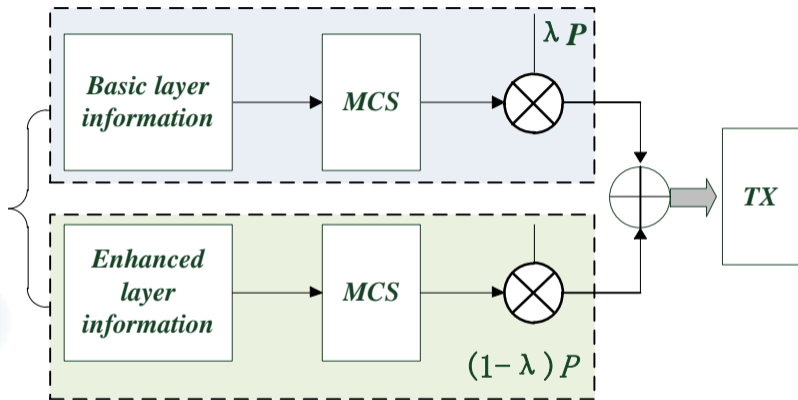 λ P
Basic layer
information
MCS
TX
Enhanced
layer
information
MCS
(1- λ ) P